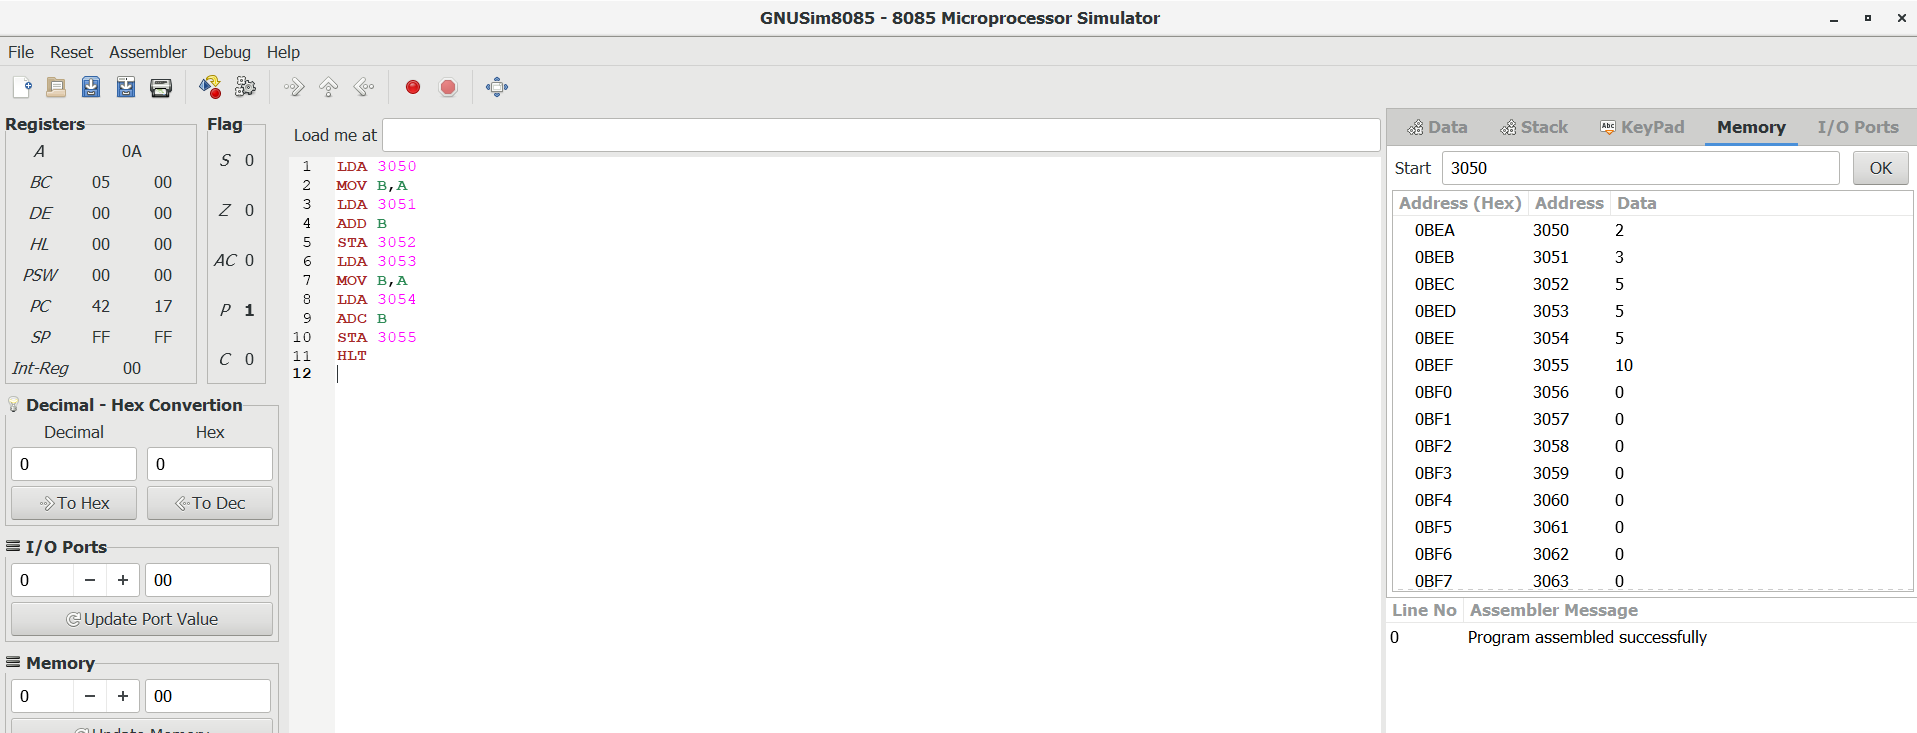 GNUSim8085 - 8085 Microprocessor Simulator
File Reset Assembler Debug Help
Registers
A 0A
BC 05 00
DE 00 00
HL 00 00
PSW 00 00
PC 42 17
SP FF FF
Int-Reg 00
Flag
S 0
Z 0
AC 0
P 1
C 0
Decimal - Hex Convertion
Decimal Hex
0 0
To Hex To Dec
I/O Ports
0 − + 00
Update Port Value
Memory
0 − + 00
Update Memory
Load me at
1 LDA 3050
2 MOV B,A
3 LDA 3051
4 ADD B
5 STA 3052
6 LDA 3053
7 MOV B,A
8 LDA 3054
9 ADC B
10 STA 3055
11 HLT
12
Data Stack Abc KeyPad Memory I/O Ports
Start 3050 OK
Address (Hex) Address Data
0BEA 3050 2
0BEB 3051 3
0BEC 3052 5
0BED 3053 5
0BEE 3054 5
0BEF 3055 10
0BF0 3056 0
0BF1 3057 0
0BF2 3058 0
0BF3 3059 0
0BF4 3060 0
0BF5 3061 0
0BF6 3062 0
0BF7 3063 0
Line No Assembler Message
0 Program assembled successfully